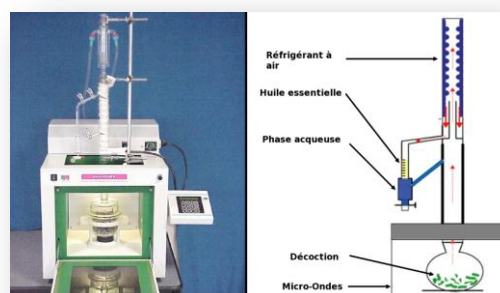 Réfrigérant à
air
Huile essentielle
Phase acqueuse
Décoction
Micro-Ondes